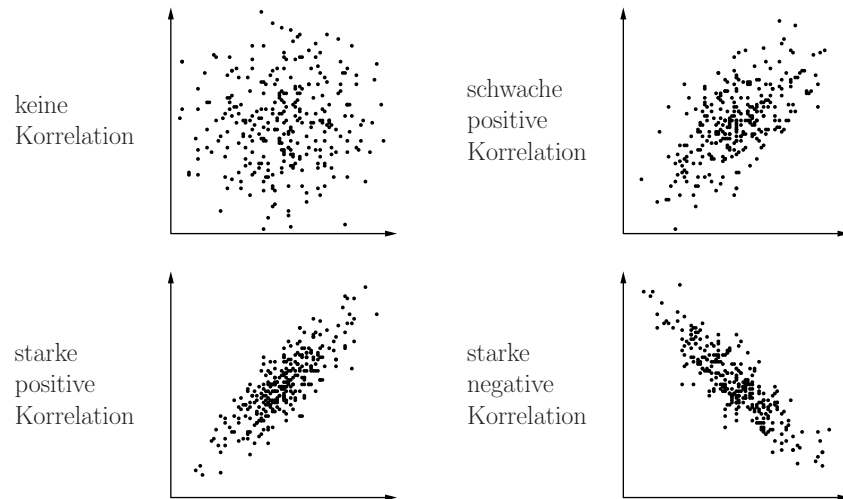 keine
Korrelation
schwache
positive
Korrelation
starke
positive
Korrelation
starke
negative
Korrelation